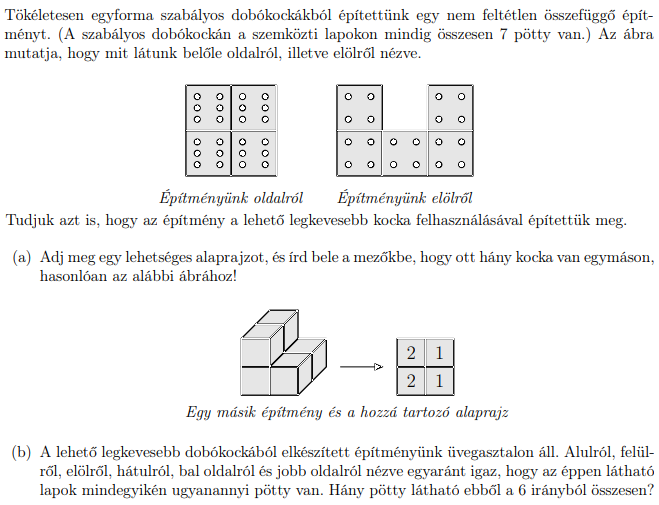 Tökéletesen egyforma szabályos dobókockákból építettünk egy nem feltétlen összefüggő épít-
ményt. (A szabályos dobókockán a szemközti lapokon mindig összesen 7 pötty van.) Az ábra
mutatja, hogy mit látunk belőle oldalról, illetve elölről nézve.
Építményünk oldalról
Építményünk elölről
Tudjuk azt is, hogy az építmény a lehető legkevesebb kocka felhasználásával építettük meg.
(a) Adj meg egy lehetséges alaprajzot, és írd bele a mezőkbe, hogy ott hány kocka van egymáson,
hasonlóan az alábbi ábrához!
2 1
2 1
Egy másik építmény és a hozzá tartozó alaprajz
(b) A lehető legkevesebb dobókockából elkészített építményünk üvegasztalon áll. Alulról, felül-
ről, elölről, hátulról, bal oldalról és jobb oldalról nézve egyaránt igaz, hogy az éppen látható
lapok mindegyikén ugyanannyi pötty van. Hány pötty látható ebből a 6 irányból összesen?